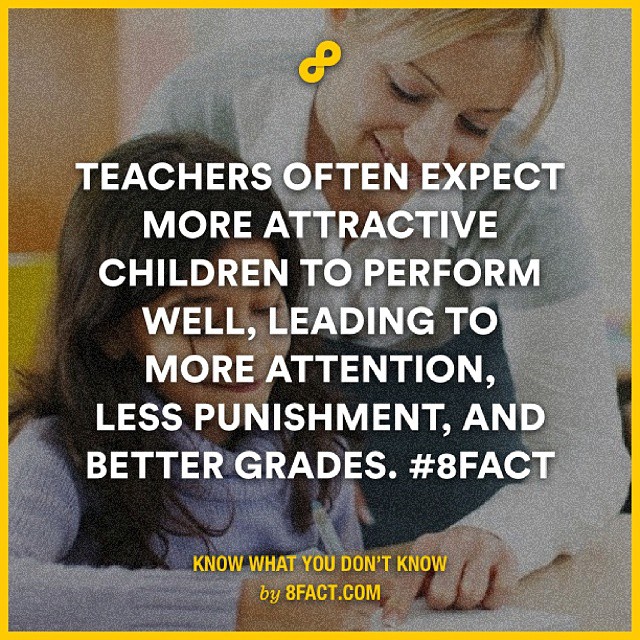 TEACHERS OFTEN EXPECT
MORE ATTRACTIVE
CHILDREN TO PERFORM
WELL, LEADING TO
MORE ATTENTION,
LESS PUNISHMENT, AND
BETTER GRADES. #8FACT
KNOW WHAT YOU DON'T KNOW
by 8FACT.COM